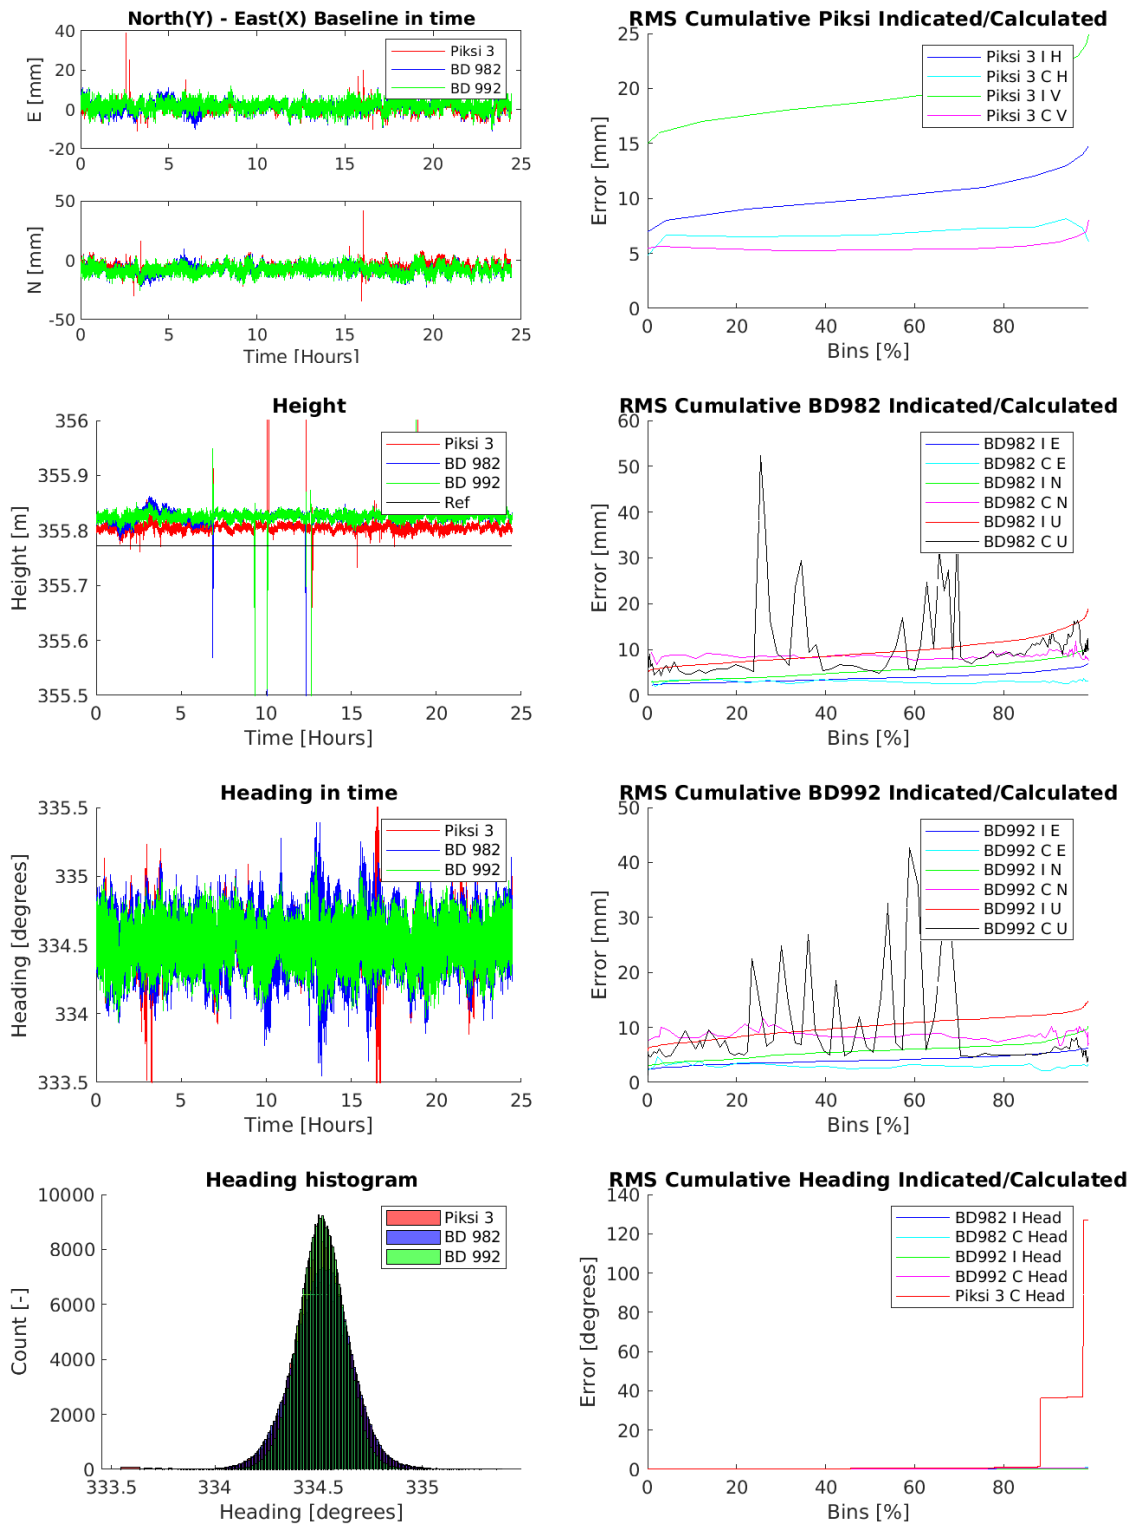 North(Y) - East(X) Baseline in time
E [mm]
40
20
0
-20
0 5 10 15 20 25
Piksi 3
BD 982
BD 992
N [mm]
50
0
-50
0 5 10 15 20 25
Time [Hours]
RMS Cumulative Piksi Indicated/Calculated
Error [mm]
25
20
15
10
5
0
0 20 40 60 80
Bins [%]
Piksi 3 I H
Piksi 3 C H
Piksi 3 I V
Piksi 3 C V
Height
Height [m]
356
355.9
355.8
355.7
355.6
355.5
0 5 10 15 20 25
Time [Hours]
Piksi 3
BD 982
BD 992
Ref
RMS Cumulative BD982 Indicated/Calculated
Error [mm]
60
50
40
30
20
10
0
0 20 40 60 80
Bins [%]
BD982 I E
BD982 C E
BD982 I N
BD982 C N
BD982 I U
BD982 C U
Heading in time
Heading [degrees]
335.5
335
334.5
334
333.5
0 5 10 15 20 25
Time [Hours]
Piksi 3
BD 982
BD 992
RMS Cumulative BD992 Indicated/Calculated
Error [mm]
50
40
30
20
10
0
0 20 40 60 80
Bins [%]
BD992 I E
BD992 C E
BD992 I N
BD992 C N
BD992 I U
BD992 C U
Heading histogram
Count [-]
10000
8000
6000
4000
2000
0
333.5 334 334.5 335
Heading [degrees]
Piksi 3
BD 982
BD 992
RMS Cumulative Heading Indicated/Calculated
Error [degrees]
140
120
100
80
60
40
20
0
0 20 40 60 80
Bins [%]
BD982 I Head
BD982 C Head
BD992 I Head
BD992 C Head
Piksi 3 C Head